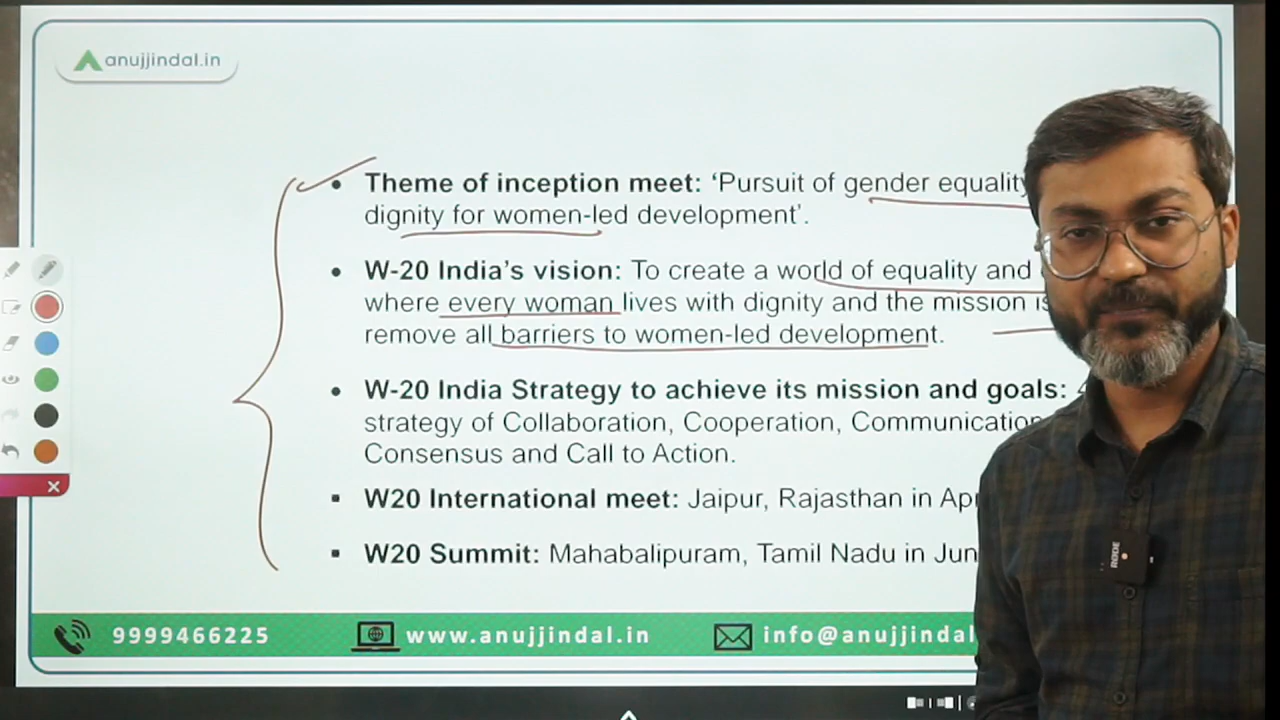 anujjindal.in
Theme of inception meet: ‘Pursuit of gender equality
dignity for women-led development’.
W-20 India’s vision: To create a world of equality and
where every woman lives with dignity and the mission is
remove all barriers to women-led development.
W-20 India Strategy to achieve its mission and goals:
strategy of Collaboration, Cooperation, Communication
Consensus and Call to Action.
W20 International meet: Jaipur, Rajasthan in
W20 Summit: Mahabalipuram, Tamil Nadu in
RODE
9999466225 www.anujjindal.in info@anujjindal